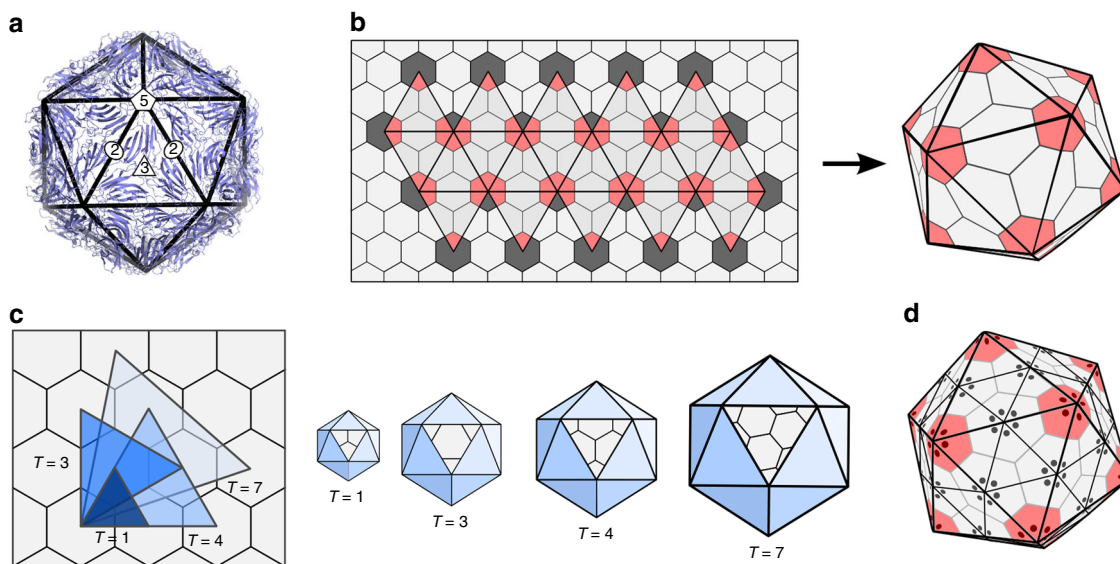 a
5
2
2
3
b
c
T = 3
T = 7
T = 1
T = 4
T = 1
T = 3
T = 4
T = 7
d